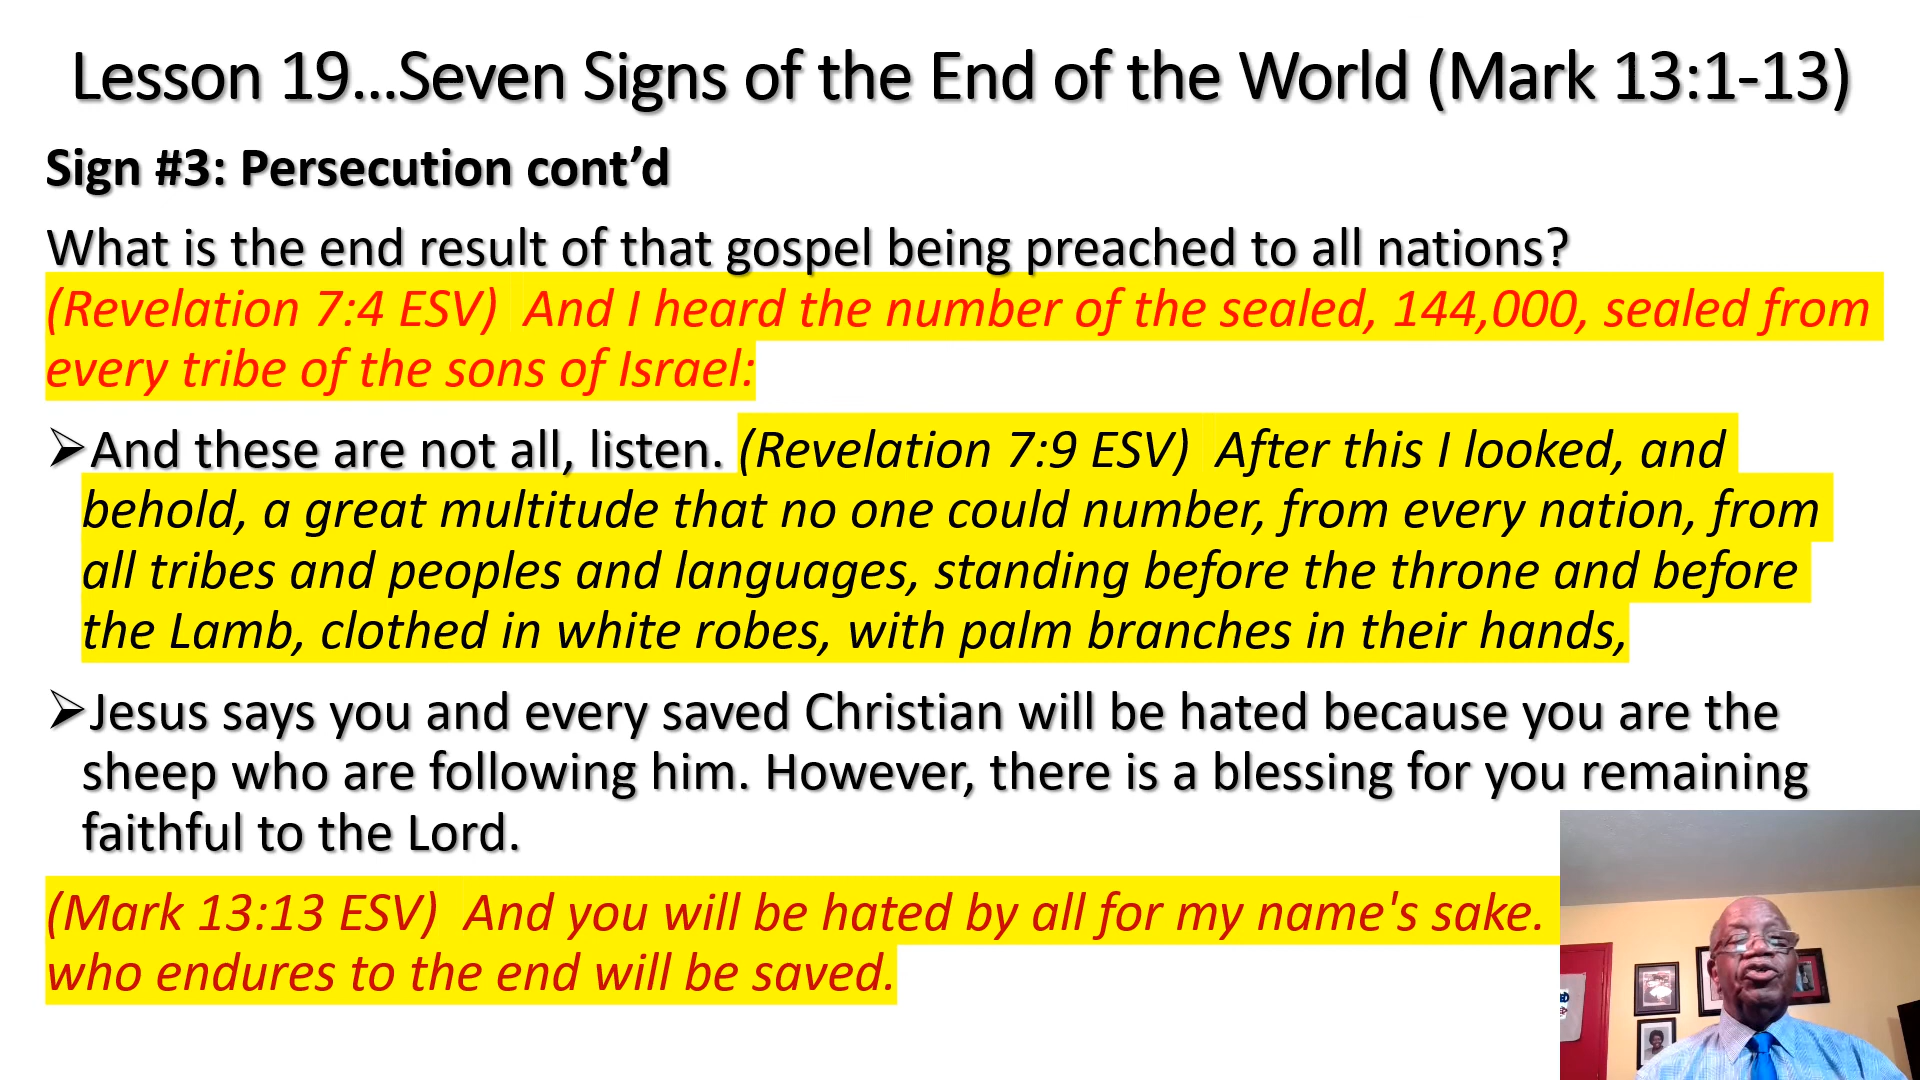 Lesson 19...Seven Signs of the End of the World (Mark 13:1-13)
Sign #3: Persecution cont’d
What is the end result of that gospel being preached to all nations?
(Revelation 7:4 ESV) And I heard the number of the sealed, 144,000, sealed from
every tribe of the sons of Israel:
➢And these are not all, listen. (Revelation 7:9 ESV) After this I looked, and
behold, a great multitude that no one could number, from every nation, from
all tribes and peoples and languages, standing before the throne and before
the Lamb, clothed in white robes, with palm branches in their hands,
➢Jesus says you and every saved Christian will be hated because you are the
sheep who are following him. However, there is a blessing for you remaining
faithful to the Lord.
(Mark 13:13 ESV) And you will be hated by all for my name's sake.
who endures to the end will be saved.